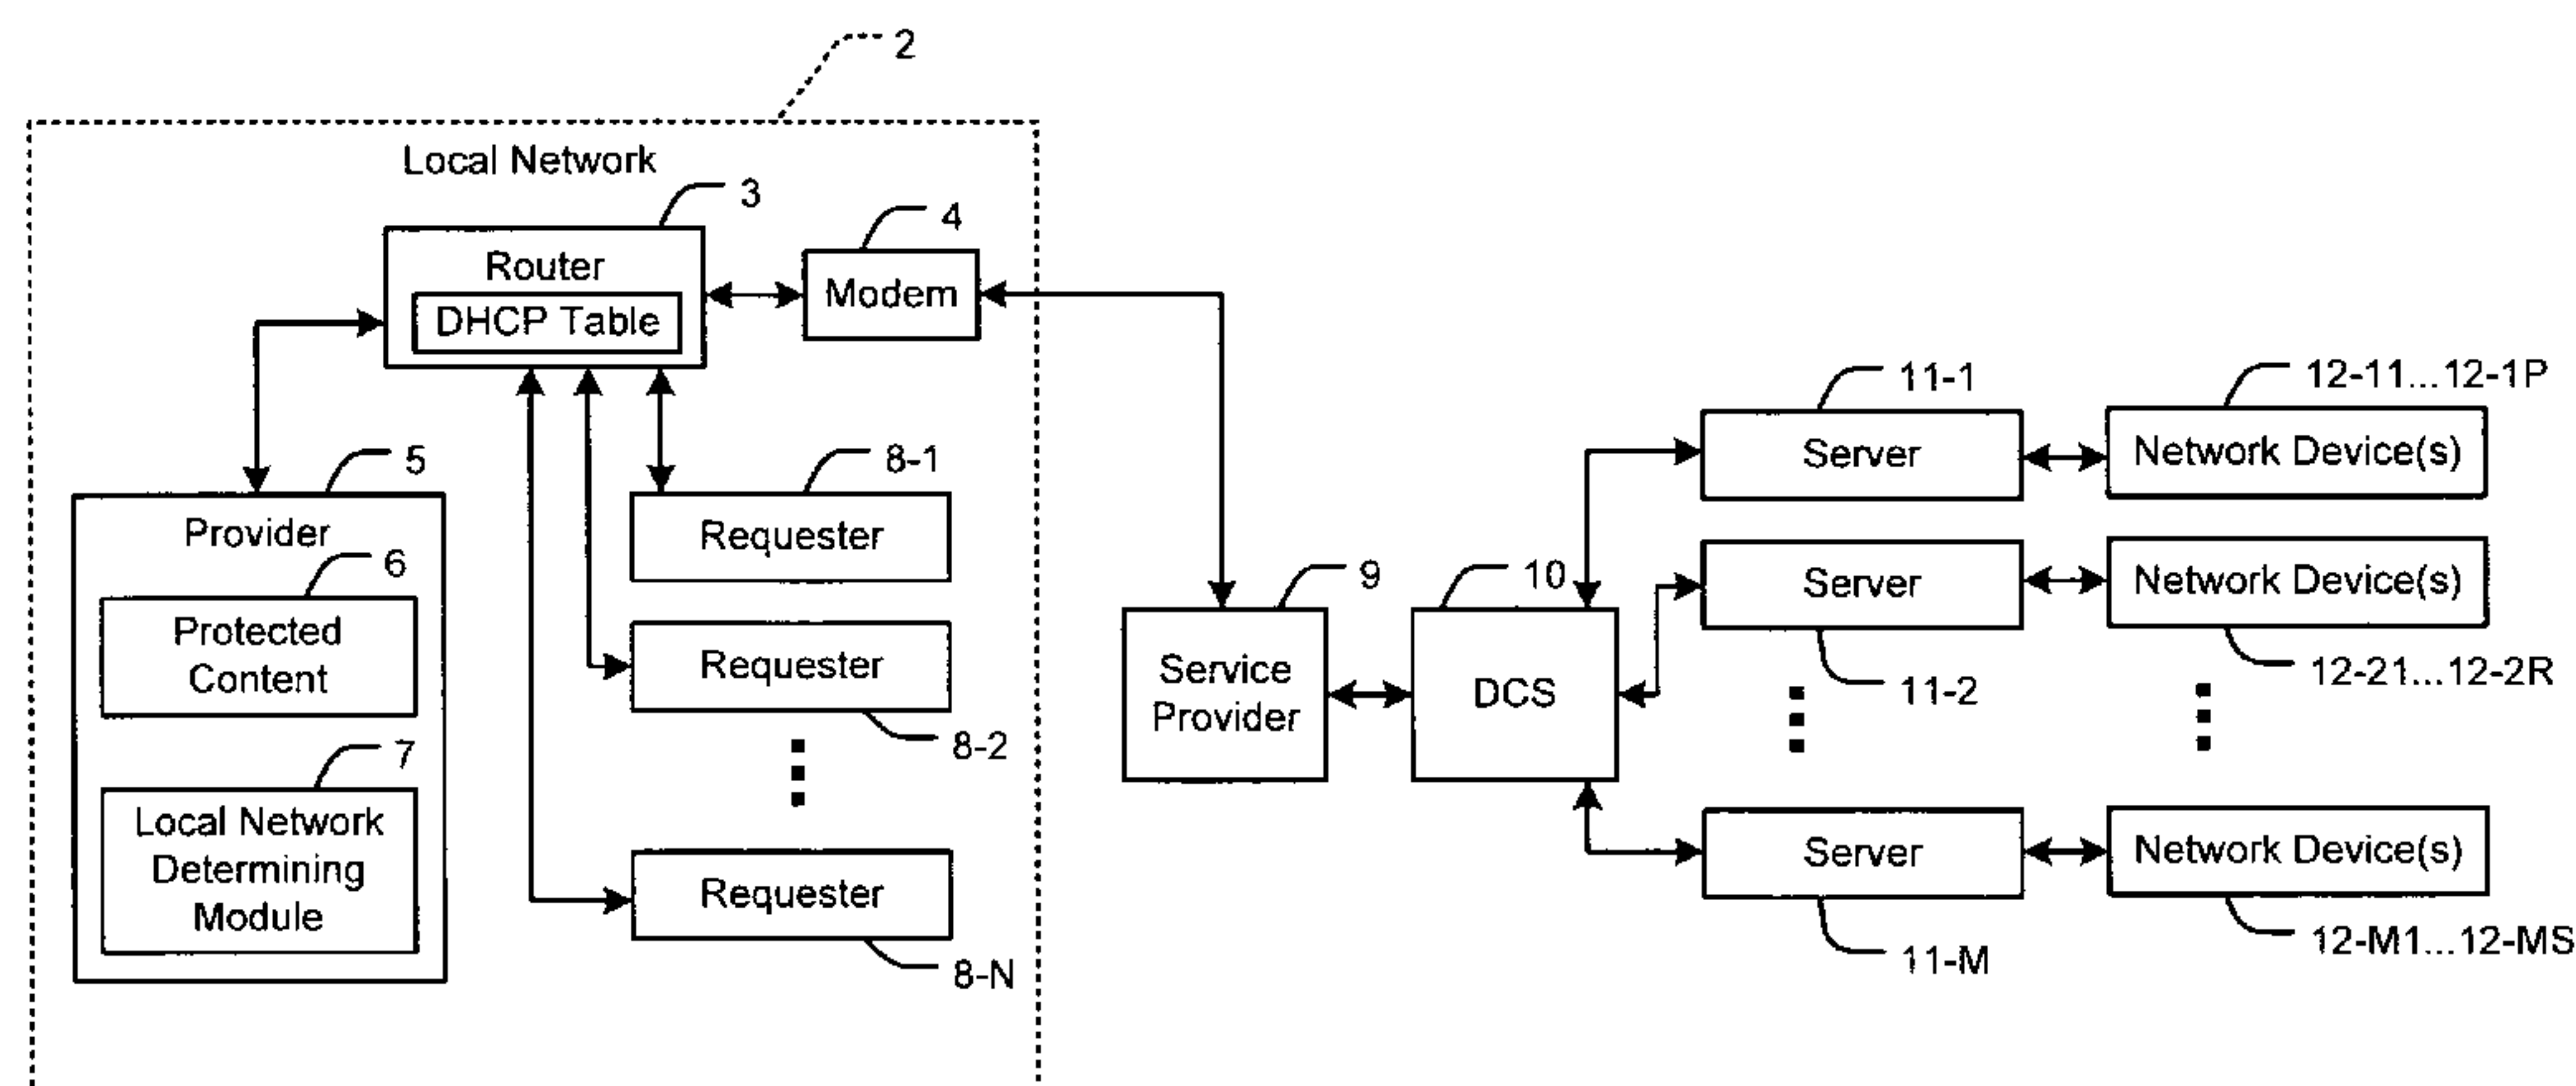 2
Local Network
3
4
Router
DHCP Table
Modem
11-1
12-11...12-1P
Server
Network Device(s)
5
8-1
Provider
Requester
6
Protected
Content
9
10
Server
Network Device(s)
Requester
Service
Provider
DCS
11-2
12-21...12-2R
8-2
7
Local Network
Determining
Module
Requester
Server
Network Device(s)
8-N
11-M
12-M1...12-MS